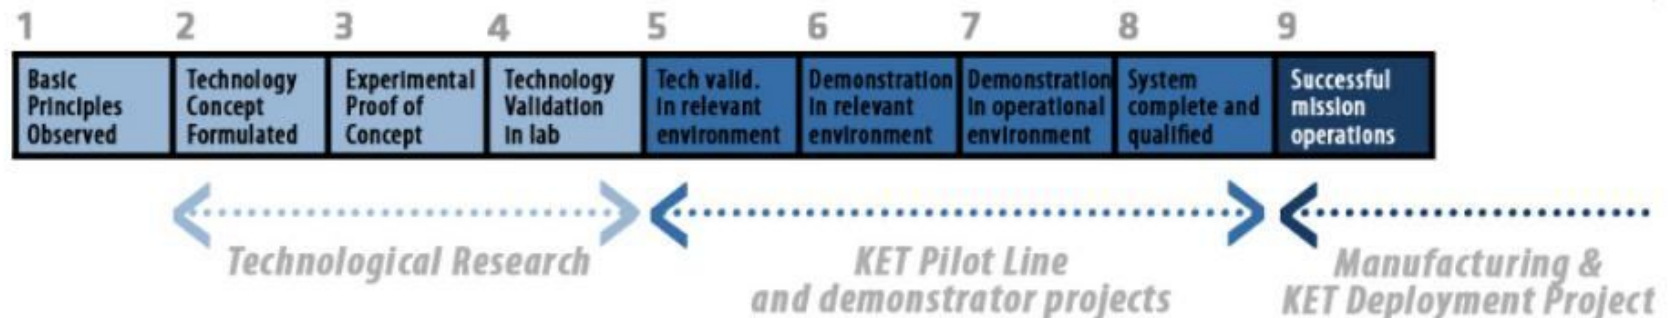 1 2 3 4 5 6 7 8 9
Basic
Principles
Observed
Technology
Concept
Formulated
Experimental
Proof of
Concept
Technology
Validation
in lab
Tech valid.
in relevant
environment
Demonstration
in relevant
environment
Demonstration
in operational
environment
System
complete and
qualified
Successful
mission
operations
Technological Research
KET Pilot Line
and demonstrator projects
Manufacturing &
KET Deployment Project